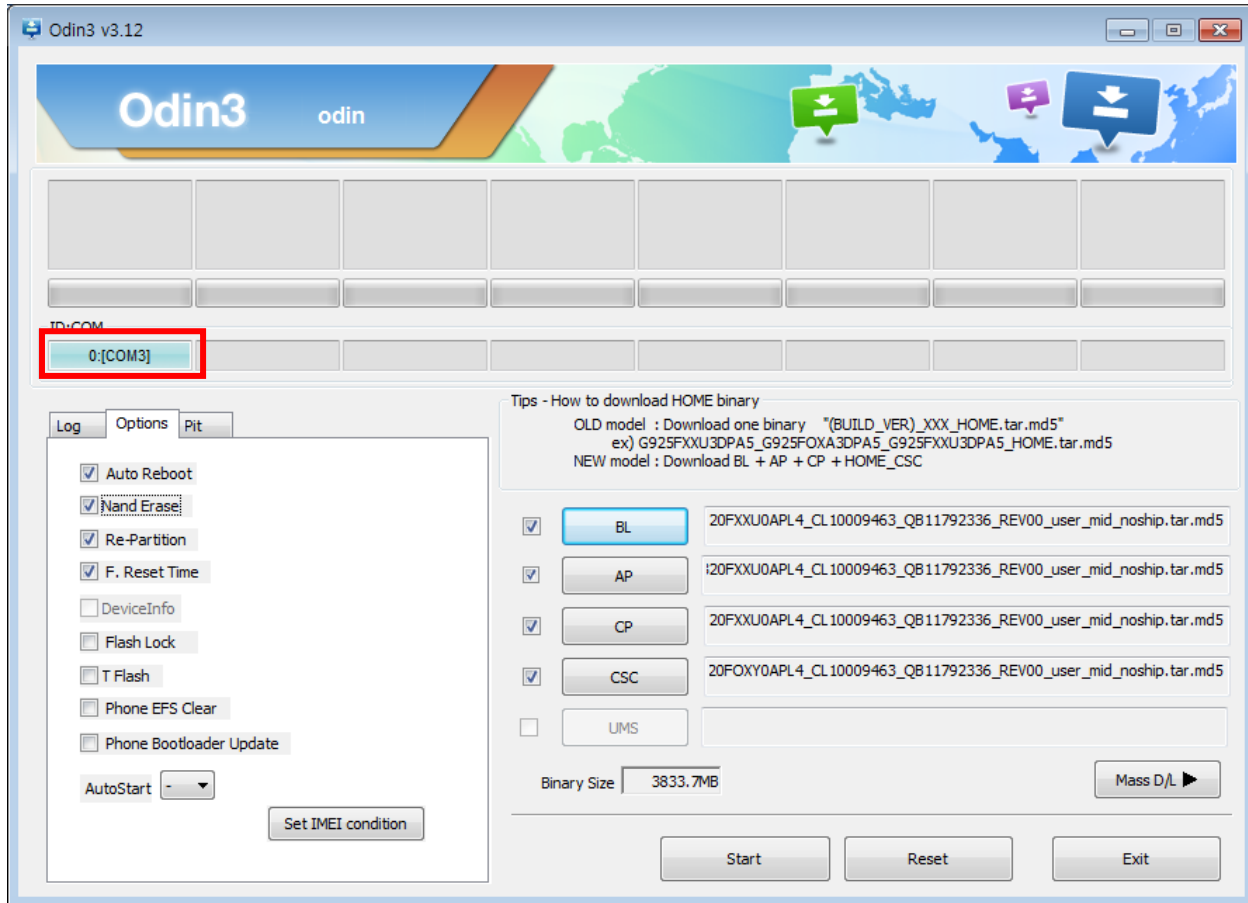 Odin3 v3.12
Odin3 odin
ID:COM
0:[COM3]
Log Options Pit
Auto Reboot
Nand Erase
Re-Partition
F. Reset Time
DeviceInfo
Flash Lock
T Flash
Phone EFS Clear
Phone Bootloader Update
AutoStart -
Set IMEI condition
Tips - How to download HOME binary
OLD model : Download one binary "(BUILD_VER)_XXX_HOME.tar.md5"
ex) G925FXXU3DPA5_G925FOXA3DPA5_G925FXXU3DPA5_HOME.tar.md5
NEW model : Download BL + AP + CP + HOME_CSC
BL 20FXXU0APL4_CL10009463_QB11792336_REV00_user_mid_noship.tar.md5
AP 20FXXU0APL4_CL10009463_QB11792336_REV00_user_mid_noship.tar.md5
CP 20FXXU0APL4_CL10009463_QB11792336_REV00_user_mid_noship.tar.md5
CSC 20FOXY0APL4_CL10009463_QB11792336_REV00_user_mid_noship.tar.md5
UMS
Binary Size 3833.7MB
Mass D/L ▶
Start Reset Exit